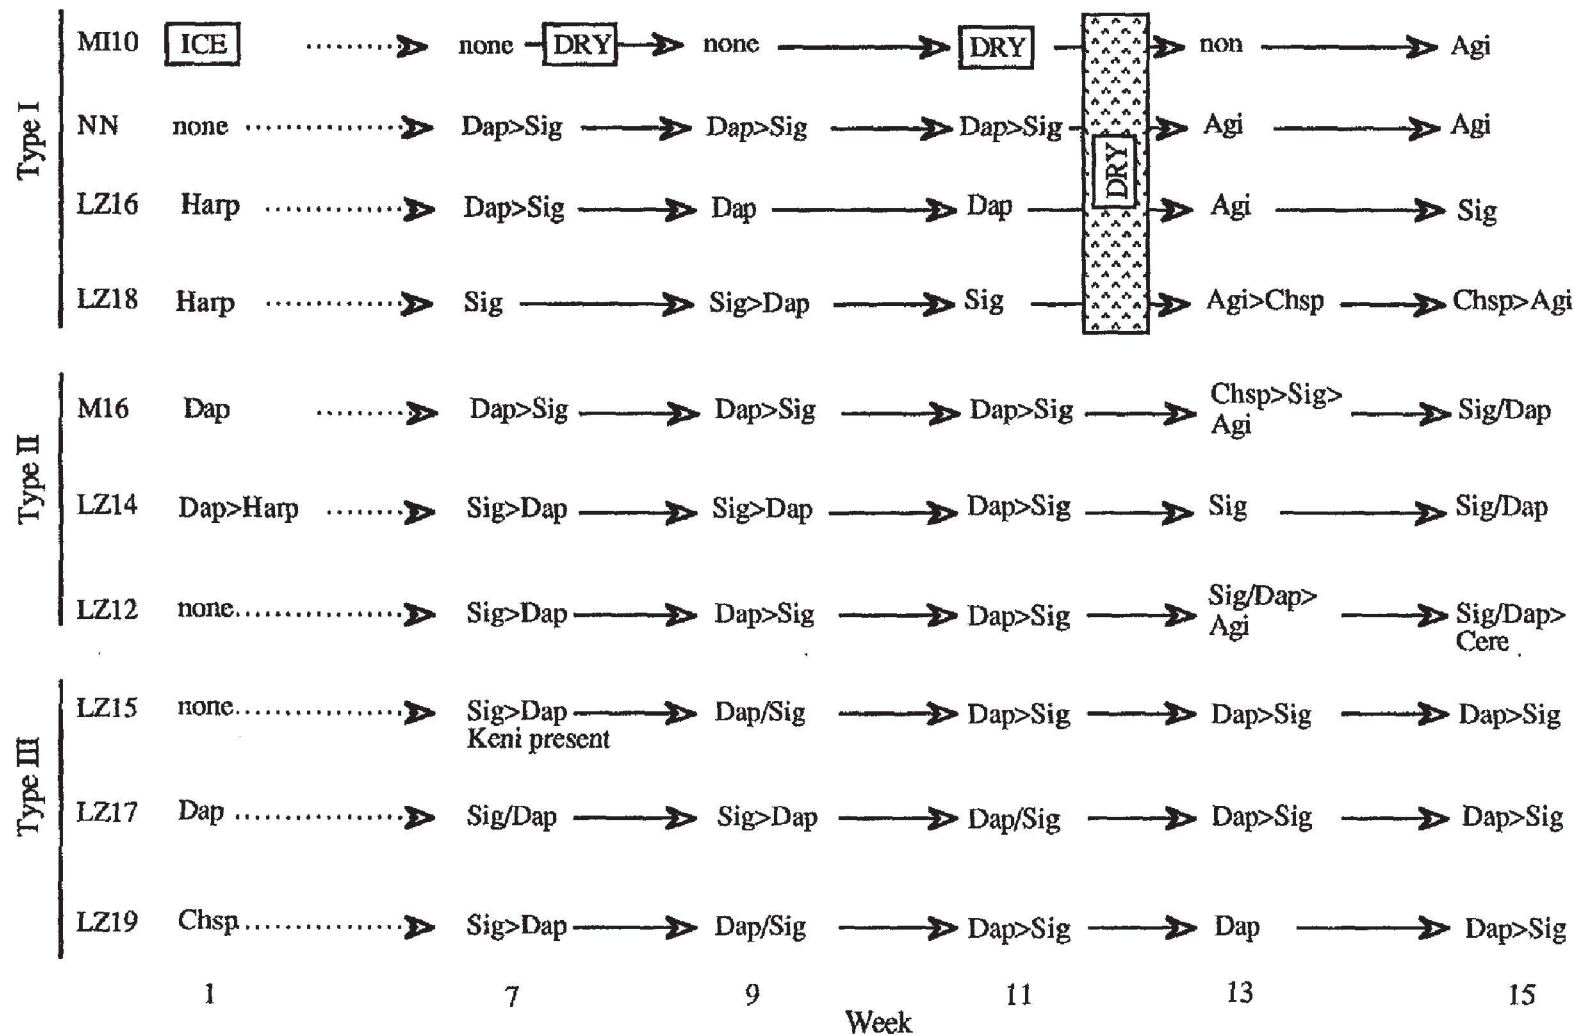 Type I
MI10 ICE none DRY none DRY non Agi
NN none Dap>Sig Dap>Sig Dap>Sig Agi Agi
DRY
LZ16 Harp Dap>Sig Dap Dap Agi Sig
LZ18 Harp Sig Sig>Dap Sig Agi>Chsp Chsp>Agi
Type II
M16 Dap Dap>Sig Dap>Sig Dap>Sig Chsp>Sig> Sig/Dap
Agi
LZ14 Dap>Harp Sig>Dap Sig>Dap Dap>Sig Sig Sig/Dap
LZ12 none Sig>Dap Dap>Sig Dap>Sig Sig/Dap> Sig/Dap>
Agi Cere
Type III
LZ15 none Sig>Dap Dap/Sig Dap>Sig Dap>Sig Dap>Sig
Keni present
LZ17 Dap Sig/Dap Sig>Dap Dap/Sig Dap>Sig Dap>Sig
LZ19 Chsp Sig>Dap Dap/Sig Dap>Sig Dap Dap>Sig
1 7 9 11 13 15
Week